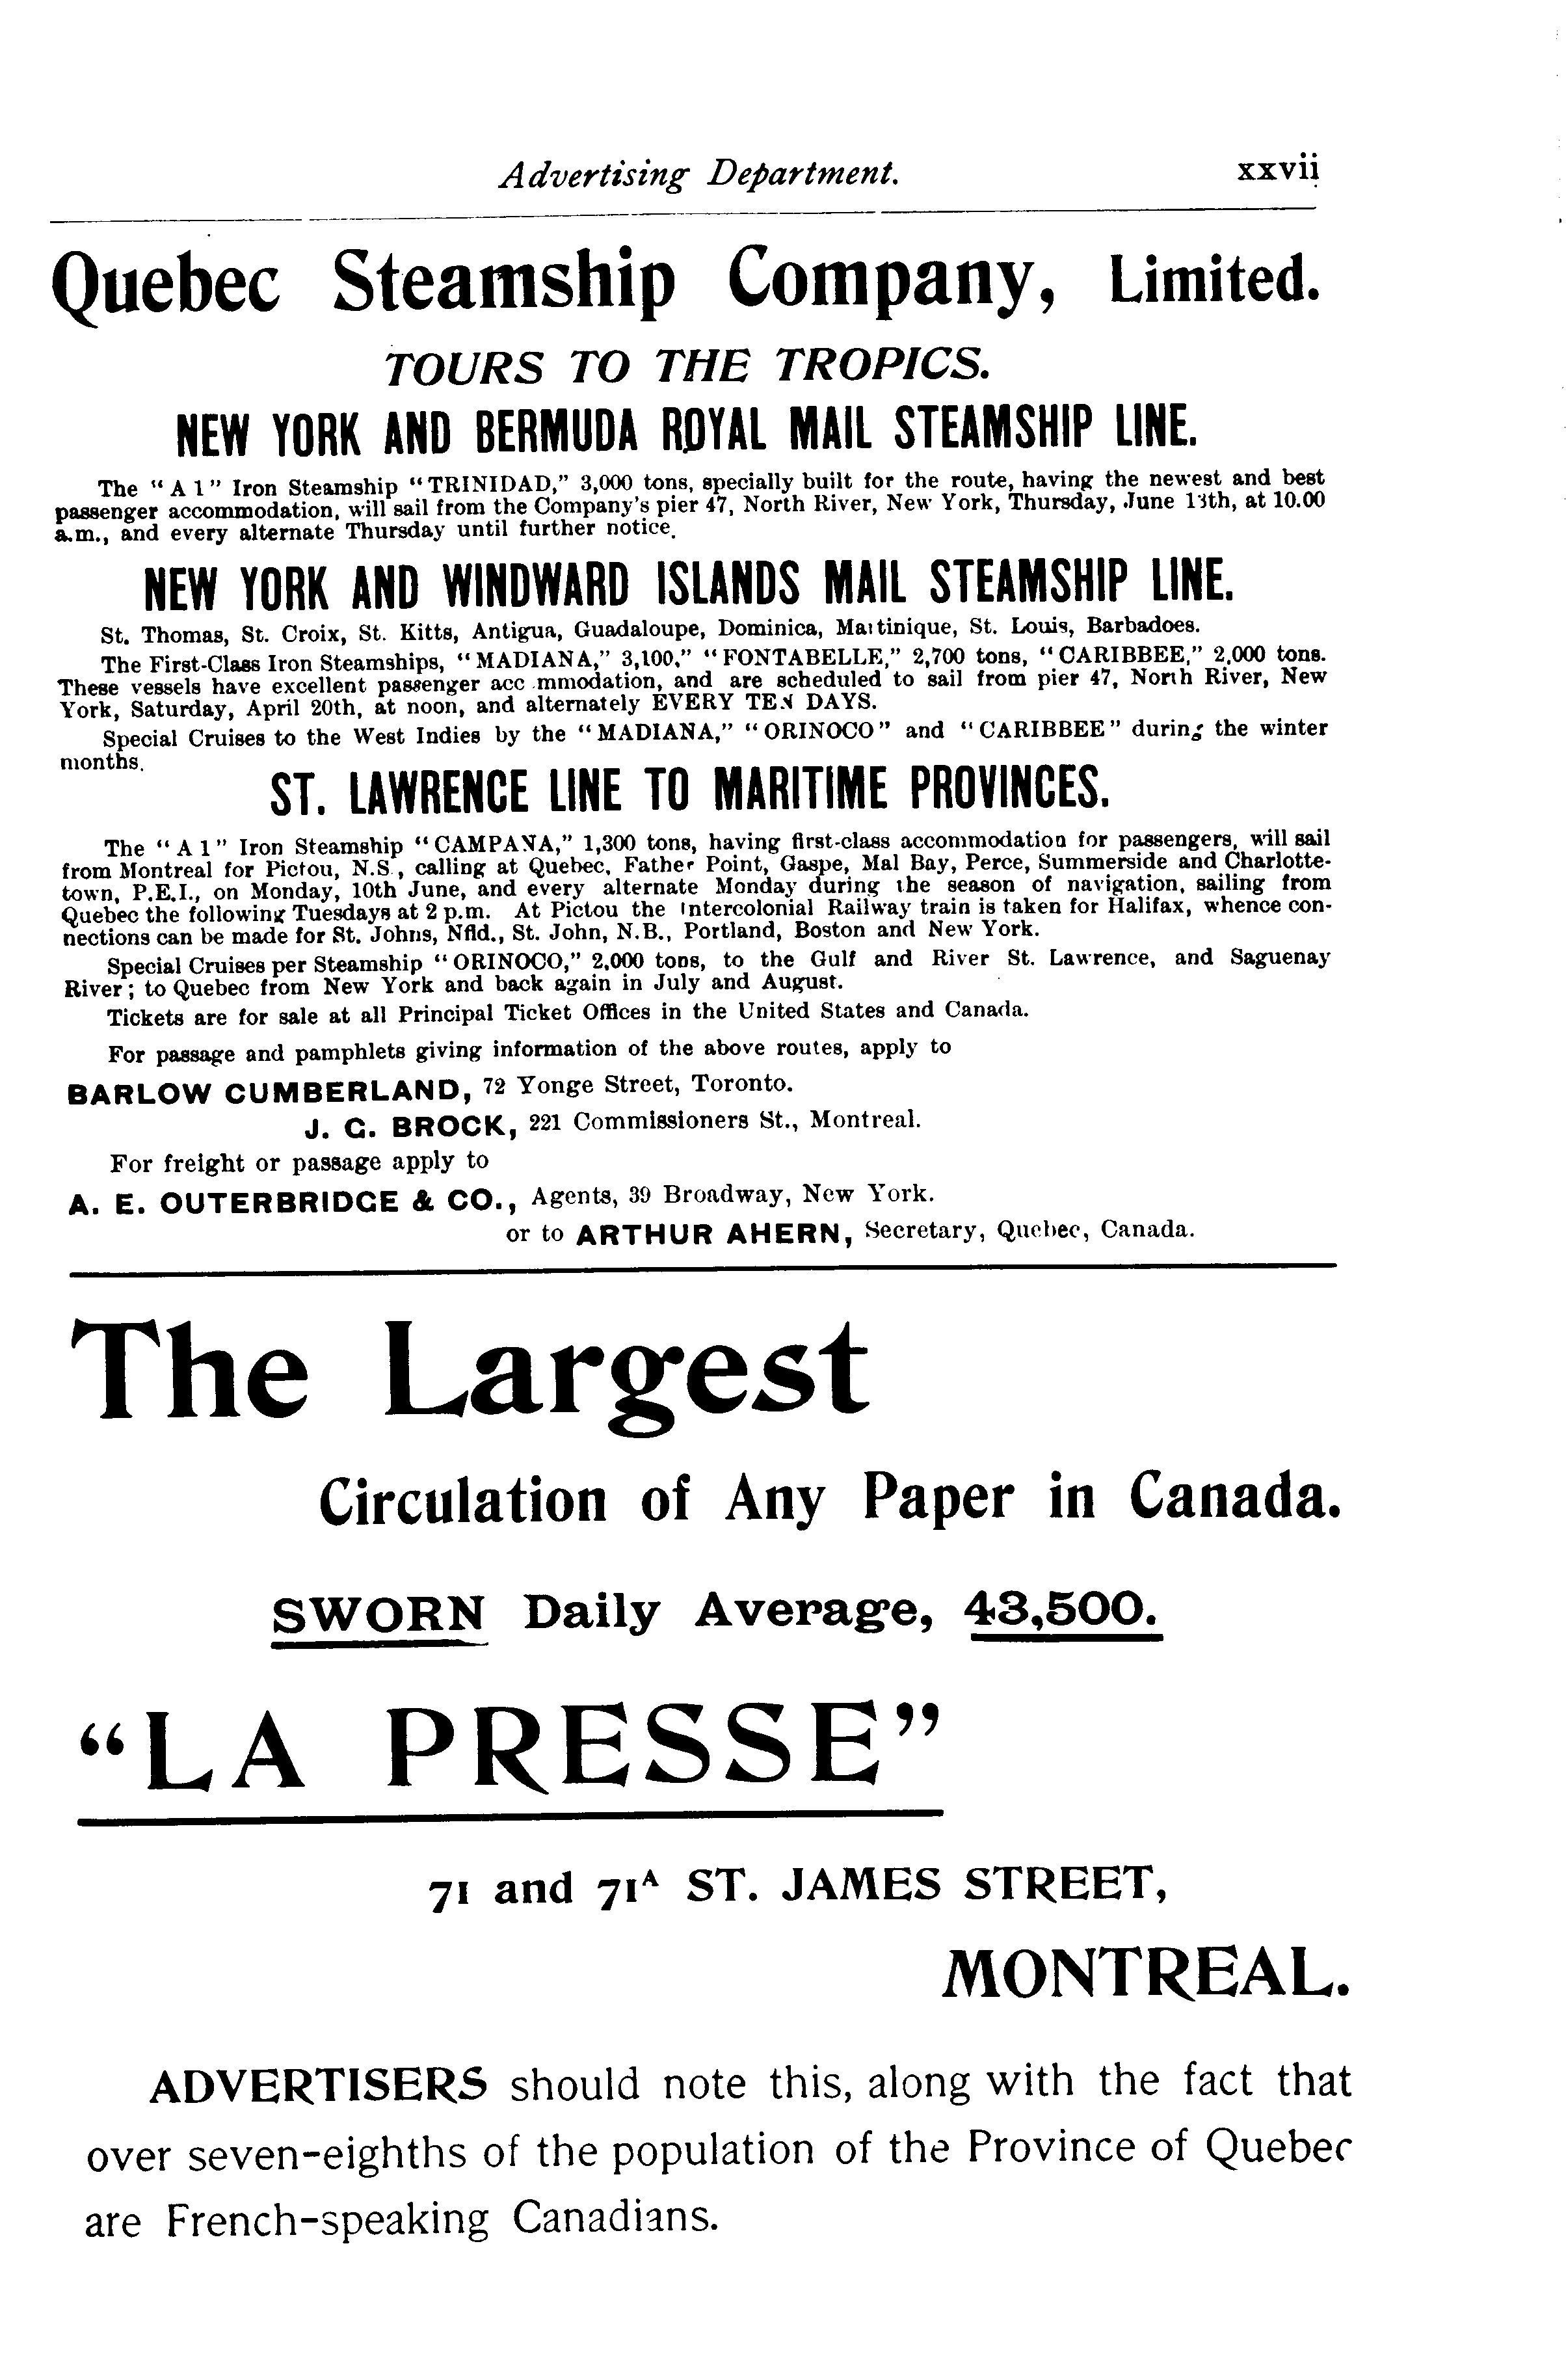 Advertising Department. xxvii
Quebec Steamship Company, Limited.
TOURS TO THE TROPICS.
NEW YORK AND BERMUDA ROYAL MAIL STEAMSHIP LINE.
The "A 1" Iron Steamship "TRINIDAD," 3,000 tons, specially built for the route, having the newest and best
passenger accommodation, will sail from the Company's pier 47, North River, New York, Thursday, June 13th, at 10.00
a.m., and every alternate Thursday until further notice.
NEW YORK AND WINDWARD ISLANDS MAIL STEAMSHIP LINE.
St. Thomas, St. Croix, St. Kitts, Antigua, Guadaloupe, Dominica, Martinique, St. Louis, Barbadoes.
The First-Class Iron Steamships, "MADIANA," 3,100," "FONTABELLE," 2,700 tons, "CARIBBEE," 2,000 tons.
These vessels have excellent passenger acc mmodation, and are scheduled to sail from pier 47, North River, New
York, Saturday, April 20th, at noon, and alternately EVERY TEN DAYS.
Special Cruises to the West Indies by the "MADIANA," "ORINOCO" and "CARIBBEE" during the winter
months.
ST. LAWRENCE LINE TO MARITIME PROVINCES.
The "A 1" Iron Steamship "CAMPANA," 1,300 tons, having first-class accommodation for passengers, will sail
from Montreal for Pictou, N.S., calling at Quebec, Father Point, Gaspe, Mal Bay, Perce, Summerside and Charlotte-
town, P.E.I., on Monday, 10th June, and every alternate Monday during the season of navigation, sailing from
Quebec the following Tuesdays at 2 p.m. At Pictou the Intercolonial Railway train is taken for Halifax, whence con-
nections can be made for St. Johns, Nfld., St. John, N.B., Portland, Boston and New York.
Special Cruises per Steamship "ORINOCO," 2,000 tons, to the Gulf and River St. Lawrence, and Saguenay
River; to Quebec from New York and back again in July and August.
Tickets are for sale at all Principal Ticket Offices in the United States and Canada.
For passage and pamphlets giving information of the above routes, apply to
BARLOW CUMBERLAND, 72 Yonge Street, Toronto.
J. G. BROCK, 221 Commissioners St., Montreal.
For freight or passage apply to
A. E. OUTERBRIDGE & CO., Agents, 39 Broadway, New York.
or to ARTHUR AHERN, Secretary, Quebec, Canada.
The Largest
Circulation of Any Paper in Canada.
SWORN Daily Average, 43,500.
"LA PRESSE"
71 and 71A ST. JAMES STREET,
MONTREAL.
ADVERTISERS should note this, along with the fact that
over seven-eighths of the population of the Province of Quebec
are French-speaking Canadians.